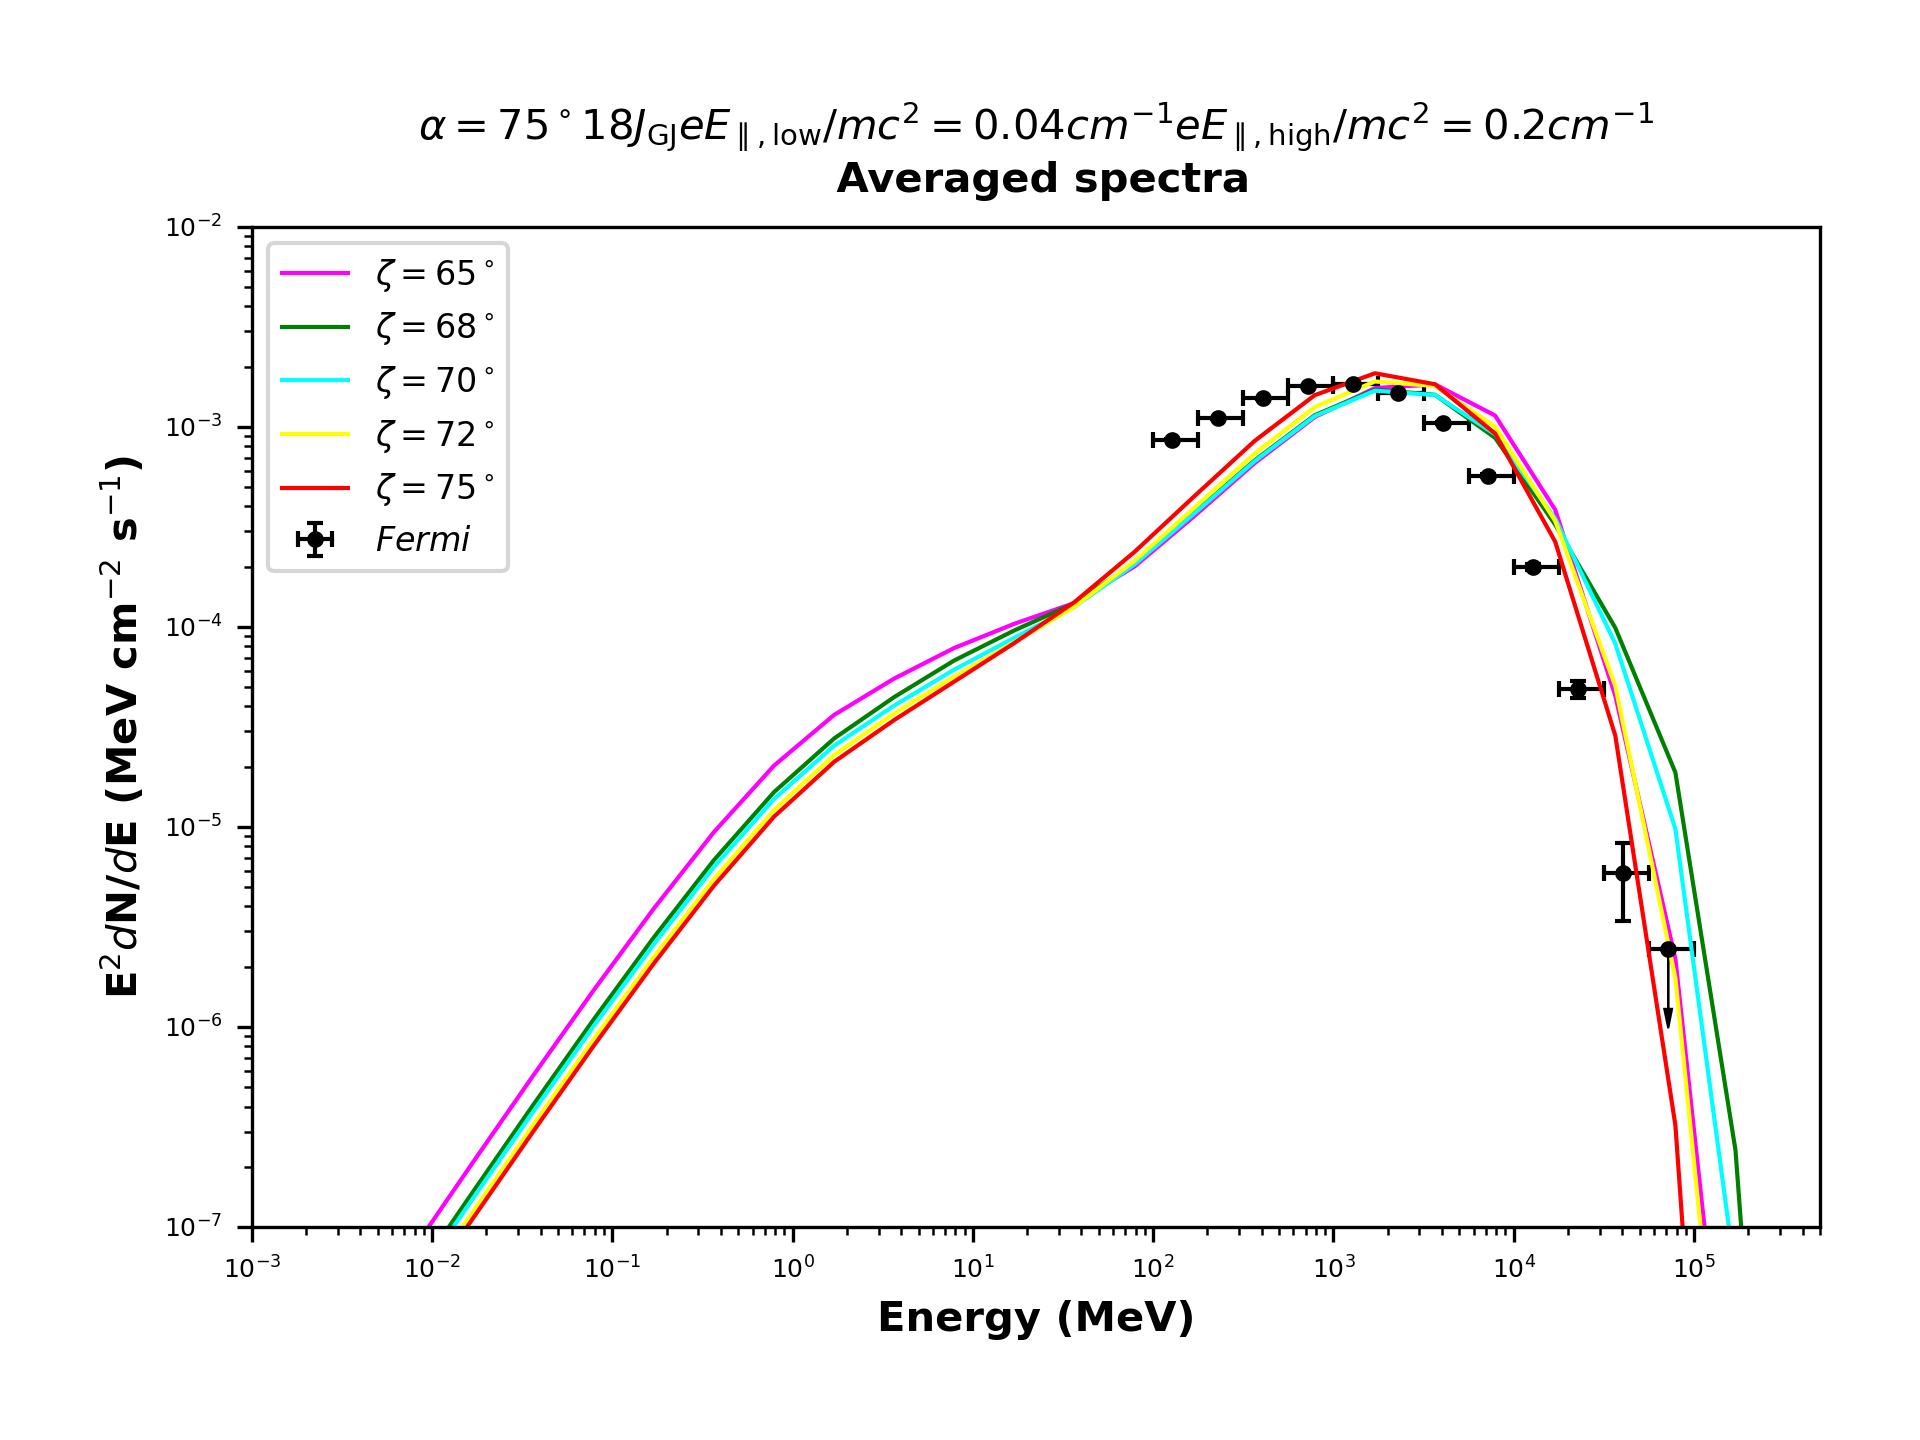 α = 75°18J_GJ eE_∥,low/mc² = 0.04cm⁻¹eE_∥,high/mc² = 0.2cm⁻¹
Averaged spectra
10⁻²
10⁻³
10⁻⁴
10⁻⁵
10⁻⁶
10⁻⁷
E²dN/dE (MeV cm⁻² s⁻¹)
ζ = 65°
ζ = 68°
ζ = 70°
ζ = 72°
ζ = 75°
Fermi
10⁻³ 10⁻² 10⁻¹ 10⁰ 10¹ 10² 10³ 10⁴ 10⁵
Energy (MeV)